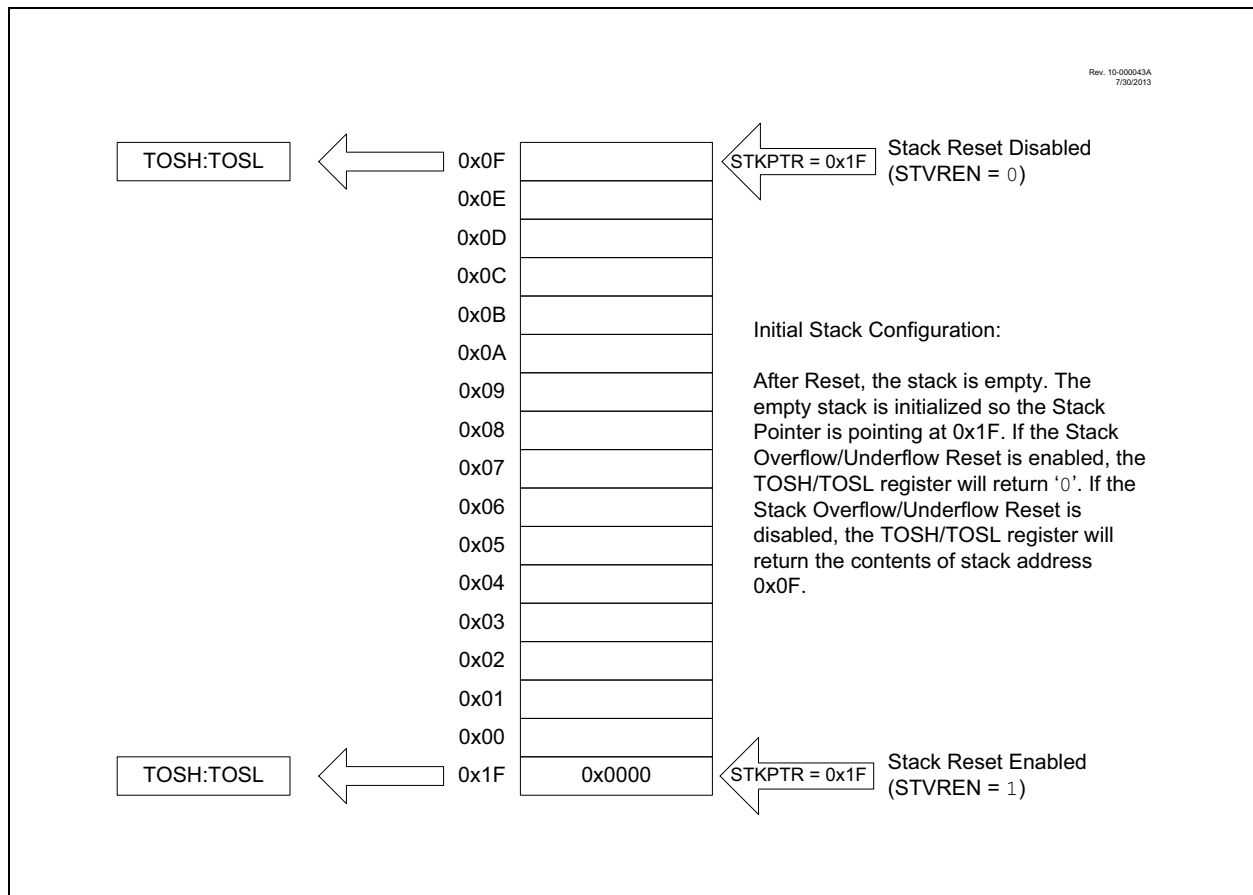 Rev. 10-000043A
7/30/2013
TOSH:TOSL
0x0F
STKPTR = 0x1F
Stack Reset Disabled
(STVREN = 0)
0x0E
0x0D
0x0C
0x0B
0x0A
0x09
0x08
0x07
0x06
0x05
0x04
0x03
0x02
0x01
0x00
Initial Stack Configuration:
After Reset, the stack is empty. The
empty stack is initialized so the Stack
Pointer is pointing at 0x1F. If the Stack
Overflow/Underflow Reset is enabled, the
TOSH/TOSL register will return ‘0’. If the
Stack Overflow/Underflow Reset is
disabled, the TOSH/TOSL register will
return the contents of stack address
0x0F.
TOSH:TOSL
0x1F
0x0000
STKPTR = 0x1F
Stack Reset Enabled
(STVREN = 1)